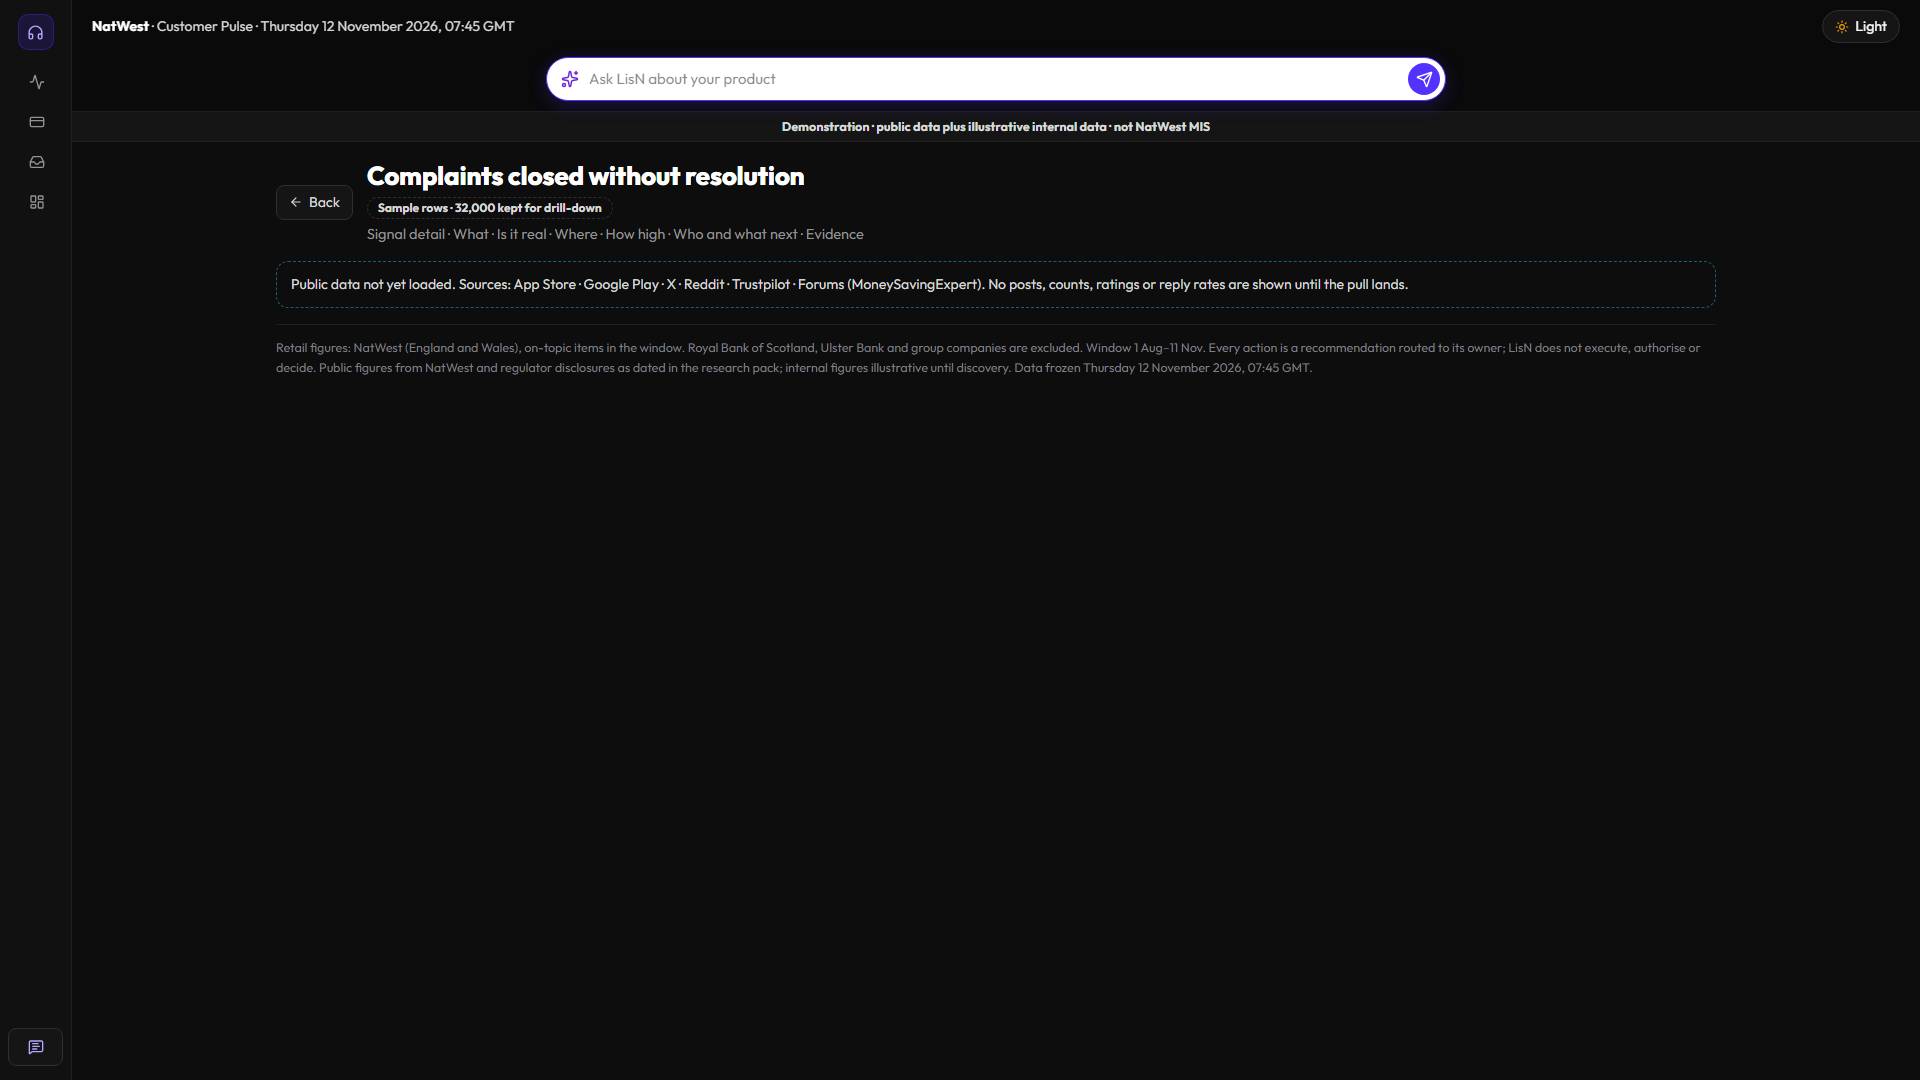 NatWest · Customer Pulse · Thursday 12 November 2026, 07:45 GMT
Light
Ask LisN about your product
Demonstration · public data plus illustrative internal data · not NatWest MIS
Back
Complaints closed without resolution
Sample rows · 32,000 kept for drill-down
Signal detail · What · Is it real · Where · How high · Who and what next · Evidence
Public data not yet loaded. Sources: App Store · Google Play · X · Reddit · Trustpilot · Forums (MoneySavingExpert). No posts, counts, ratings or reply rates are shown until the pull lands.
Retail figures: NatWest (England and Wales), on-topic items in the window. Royal Bank of Scotland, Ulster Bank and group companies are excluded. Window 1 Aug–11 Nov. Every action is a recommendation routed to its owner; LisN does not execute, authorise or
decide. Public figures from NatWest and regulator disclosures as dated in the research pack; internal figures illustrative until discovery. Data frozen Thursday 12 November 2026, 07:45 GMT.